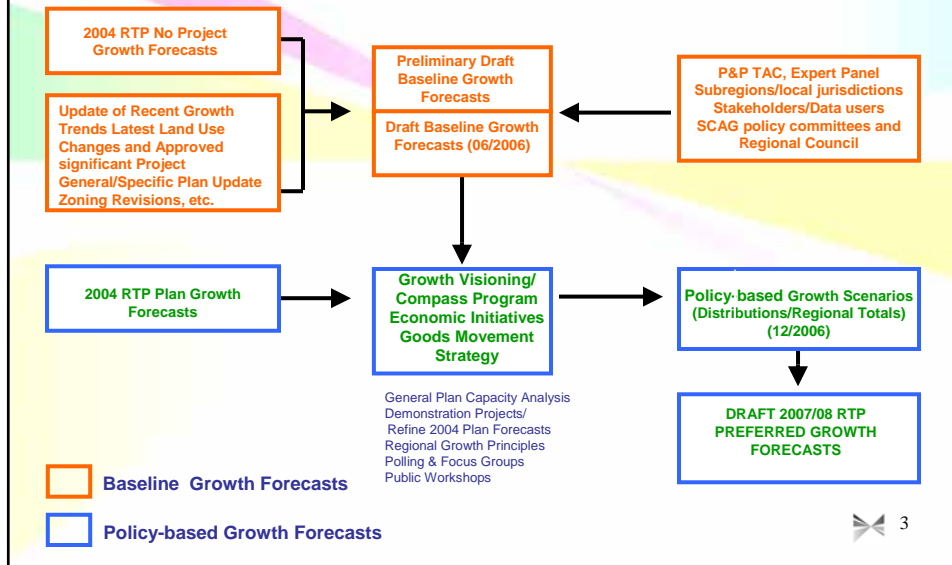 2004 RTP No Project
Growth Forecasts
Update of Recent Growth
Trends Latest Land Use
Changes and Approved
significant Project
General/Specific Plan Update
Zoning Revisions, etc.
Preliminary Draft
Baseline Growth
Forecasts
Draft Baseline Growth
Forecasts (06/2006)
P&P TAC, Expert Panel
Subregions/local jurisdictions
Stakeholders/Data users
SCAG policy committees and
Regional Council
2004 RTP Plan Growth
Forecasts
Growth Visioning/
Compass Program
Economic Initiatives
Goods Movement
Strategy
Policy-based Growth Scenarios
(Distributions/Regional Totals)
(12/2006)
General Plan Capacity Analysis
Demonstration Projects/
Refine 2004 Plan Forecasts
Regional Growth Principles
Polling & Focus Groups
Public Workshops
DRAFT 2007/08 RTP
PREFERRED GROWTH
FORECASTS
Baseline Growth Forecasts
Policy-based Growth Forecasts
3